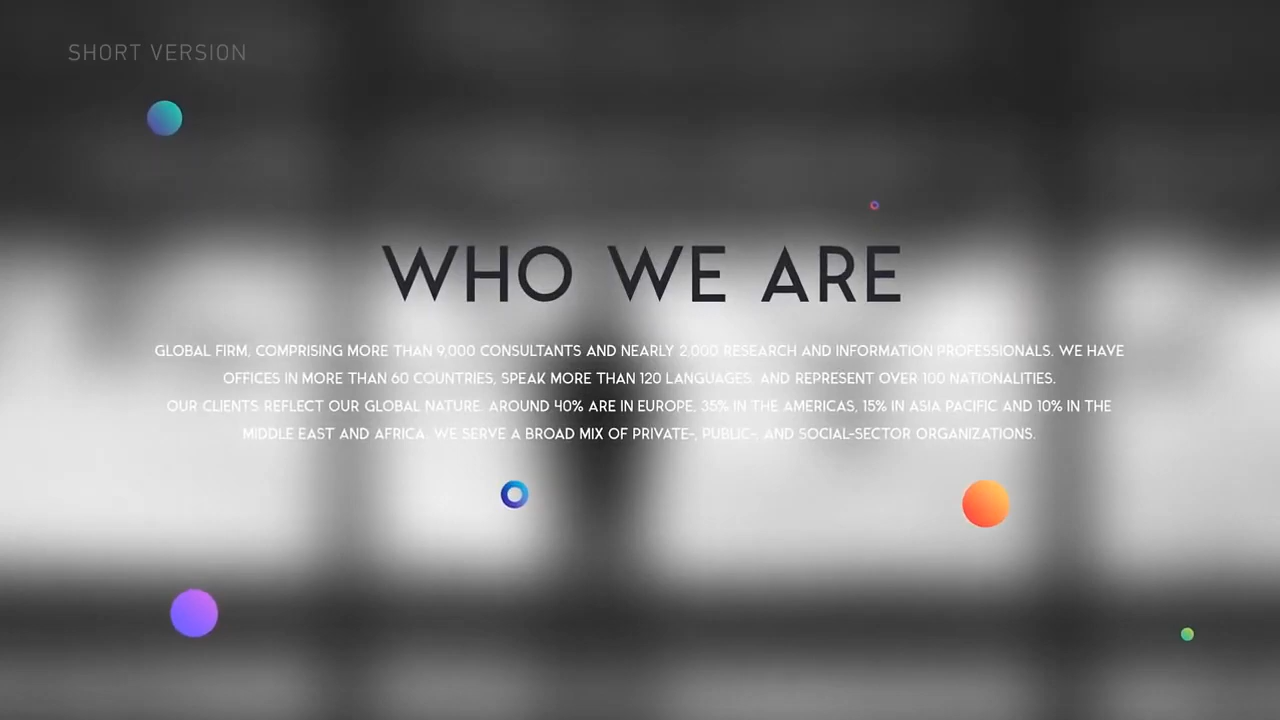 SHORT VERSION
WHO WE ARE
GLOBAL FIRM, COMPRISING MORE THAN 9,000 CONSULTANTS AND NEARLY 2,000 RESEARCH AND INFORMATION PROFESSIONALS. WE HAVE
OFFICES IN MORE THAN 60 COUNTRIES, SPEAK MORE THAN 120 LANGUAGES, AND REPRESENT OVER 100 NATIONALITIES.
OUR CLIENTS REFLECT OUR GLOBAL NATURE. AROUND 40% ARE IN EUROPE, 35% IN THE AMERICAS, 15% IN ASIA PACIFIC AND 10% IN THE
MIDDLE EAST AND AFRICA. WE SERVE A BROAD MIX OF PRIVATE-, PUBLIC-, AND SOCIAL-SECTOR ORGANIZATIONS.